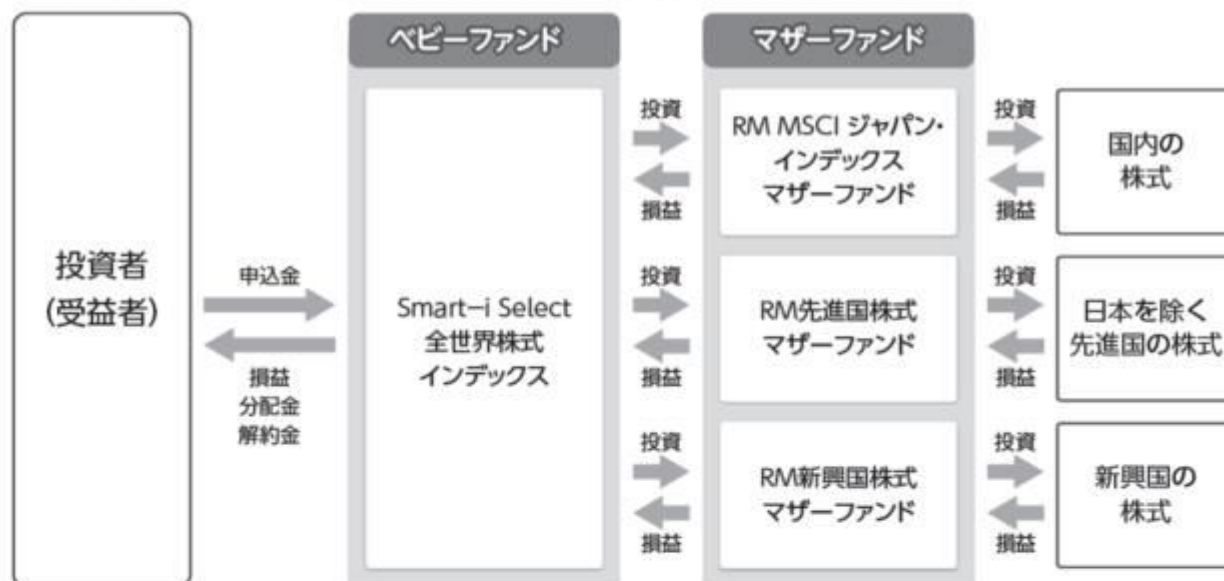 ベビーファンド
マザーファンド
投資者
(受益者)
申込金
損益
分配金
解約金
Smart-i Select
全世界株式
インデックス
投資
損益
RM MSCI ジャパン・
インデックス
マザーファンド
投資
損益
国内の
株式
投資
損益
RM先進国株式
マザーファンド
投資
損益
日本を除く
先進国の株式
投資
損益
RM新興国株式
マザーファンド
投資
損益
新興国の
株式